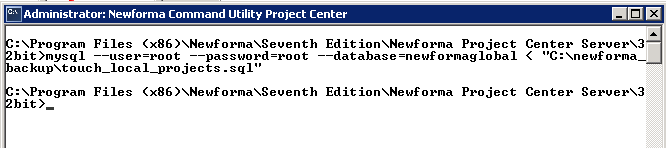 Administrator: Newforma Command Utility Project Center
C:\Program Files (x86)\Newforma\Seventh Edition\Newforma Project Center Server\3
2bit>mysql --user=root --password=root --database=newformaglobal < "C:\newforma_
backup\touch_local_projects.sql"
C:\Program Files (x86)\Newforma\Seventh Edition\Newforma Project Center Server\3
2bit>_